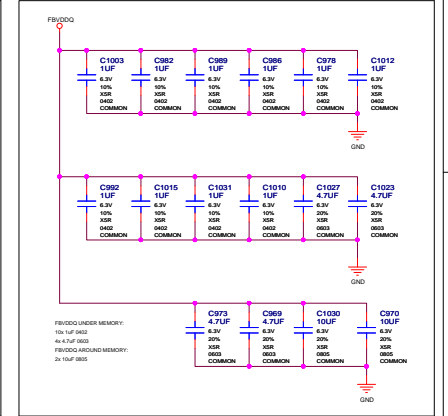 FBVDDQ
C1003 C982 C989 C986 C978 C1012
1UF 1UF 1UF 1UF 1UF 1UF
6.3V 6.3V 6.3V 6.3V 6.3V 6.3V
10% 10% 10% 10% 10% 10%
X5R X5R X5R X5R X5R X5R
0402 0402 0402 0402 0402 0402
COMMON COMMON COMMON COMMON COMMON COMMON
GND
C992 C1015 C1031 C1010 C1027 C1023
1UF 1UF 1UF 1UF 4.7UF 4.7UF
6.3V 6.3V 6.3V 6.3V 6.3V 6.3V
10% 10% 10% 10% 20% 20%
X5R X5R X5R X5R X5R X5R
0402 0402 0402 0402 0603 0603
COMMON COMMON COMMON COMMON COMMON COMMON
GND
C973 C969 C1030 C970
4.7UF 4.7UF 10UF 10UF
6.3V 6.3V 6.3V 6.3V
20% 20% 20% 20%
X5R X5R X5R X5R
0603 0603 0805 0805
COMMON COMMON COMMON COMMON
GND
FBVDDQ UNDER MEMORY:
10x 1uF 0402
4x 4.7uF 0603
FBVDDQ AROUND MEMORY:
2x 10uF 0805